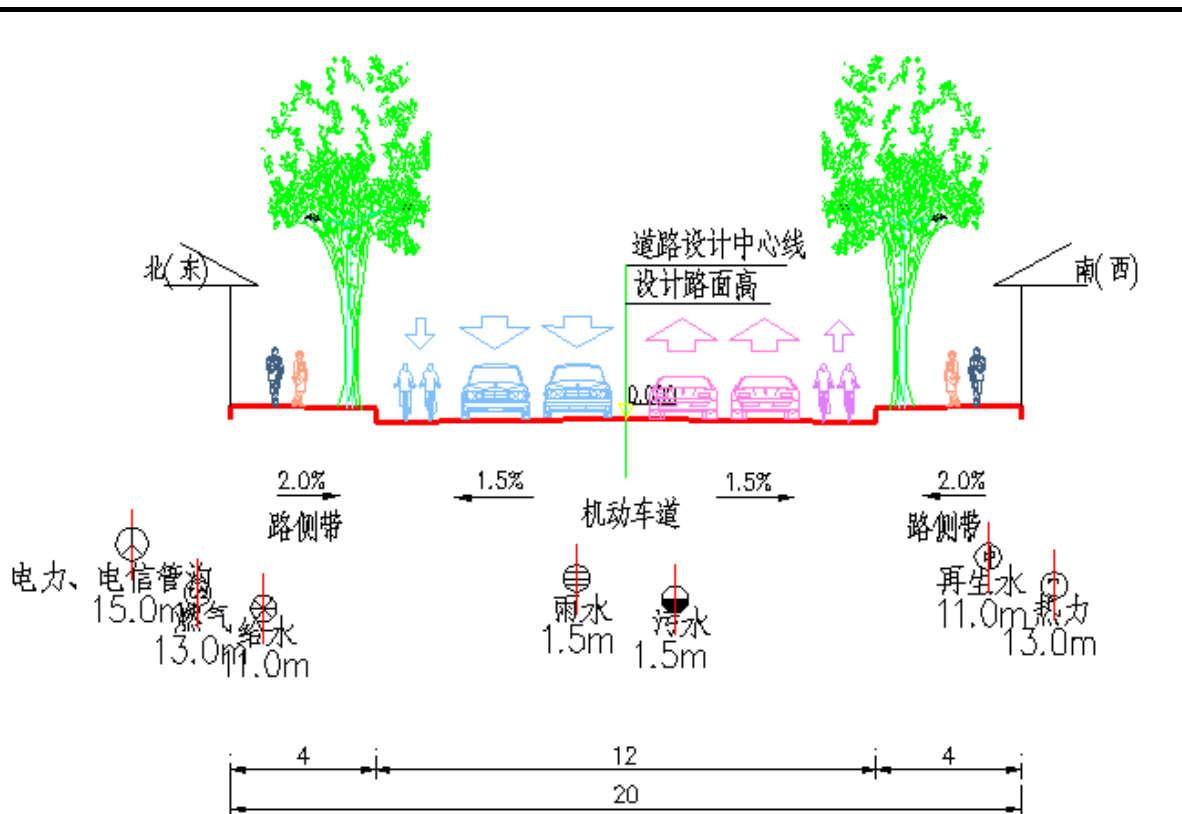 道路设计中心线
北(东)
南(西)
设计路面高
0.000
2.0%
1.5%
1.5%
2.0%
路侧带
机动车道
路侧带
电力、电信管沟
15.0m
燃气
13.0m
给水
11.0m
雨水
1.5m
污水
1.5m
再生水
11.0m
热力
13.0m
4
12
4
20